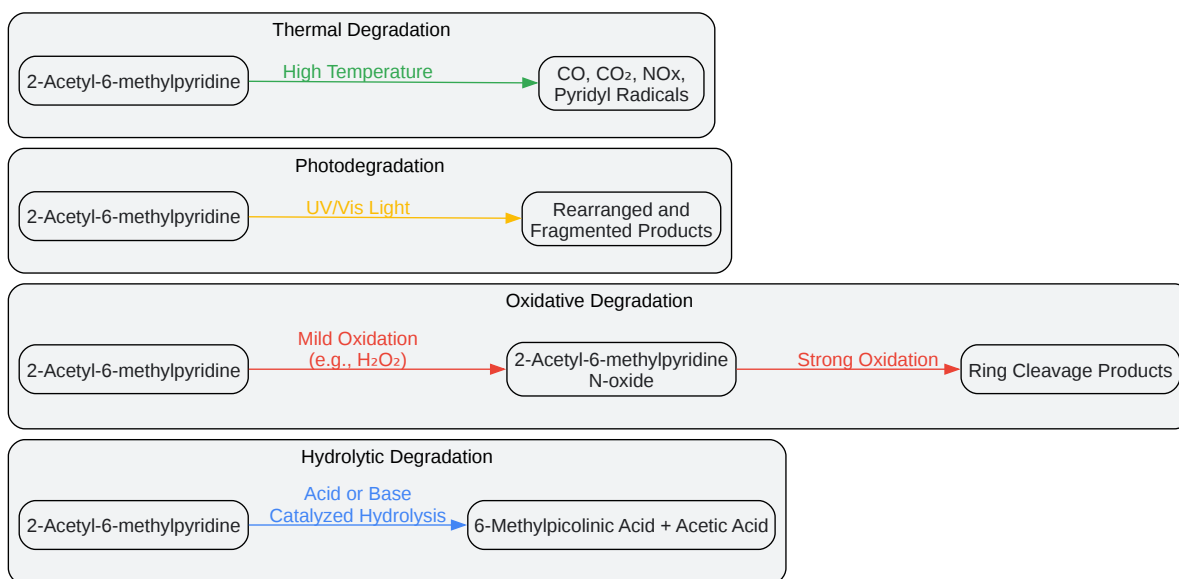 Thermal Degradation
2-Acetyl-6-methylpyridine
High Temperature
CO, CO₂, NOx,
Pyridyl Radicals
Photodegradation
2-Acetyl-6-methylpyridine
UV/Vis Light
Rearranged and
Fragmented Products
Oxidative Degradation
2-Acetyl-6-methylpyridine
Mild Oxidation
(e.g., H₂O₂)
2-Acetyl-6-methylpyridine
N-oxide
Strong Oxidation
Ring Cleavage Products
Hydrolytic Degradation
2-Acetyl-6-methylpyridine
Acid or Base
Catalyzed Hydrolysis
6-Methylpicolinic Acid + Acetic Acid